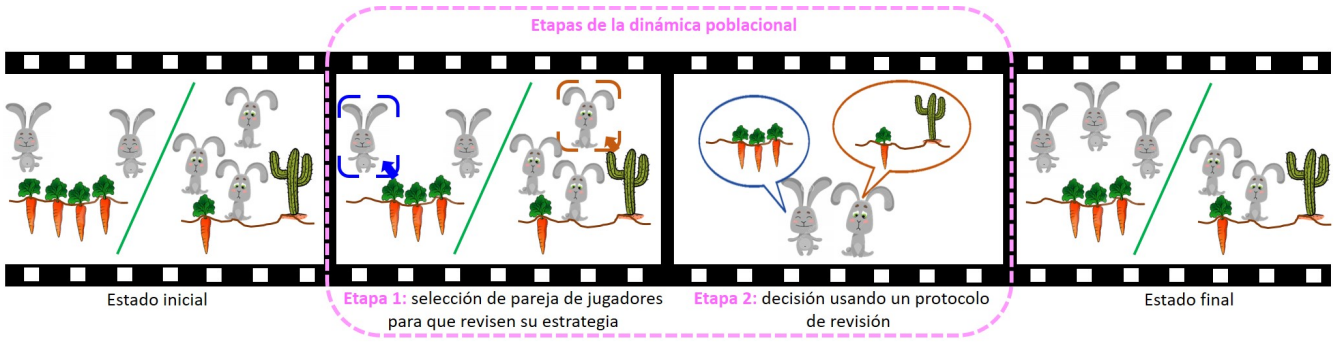 Etapas de la dinámica poblacional
Estado inicial
Etapa 1: selección de pareja de jugadores
para que revisen su estrategia
Etapa 2: decisión usando un protocolo
de revisión
Estado final